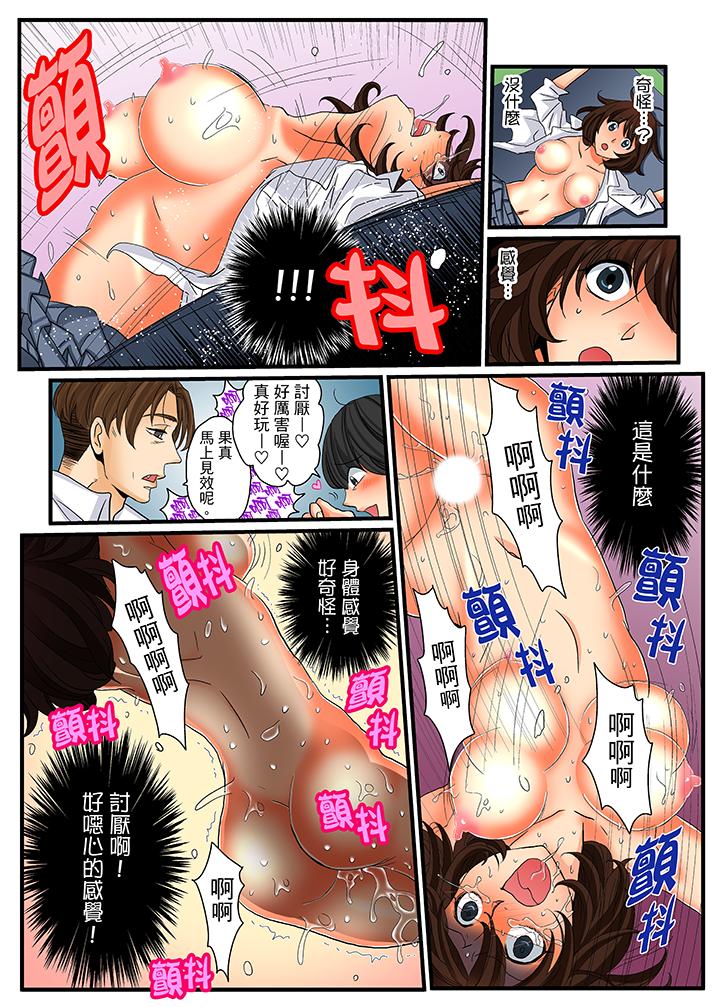 奇怪…？
沒什麼
感覺…
顫
抖
!!!
這是什麼
顫抖
啊啊啊
顫
抖
啊啊啊
顫
抖
啊啊啊
顫
抖
討厭—♡
好厲害喔—♡
真好玩—♡
果真
馬上見效呢。
身體感覺
好奇怪…
顫抖
啊啊啊啊
顫抖
顫抖
顫抖
討厭啊！
好噁心的感覺！
啊啊
顫抖